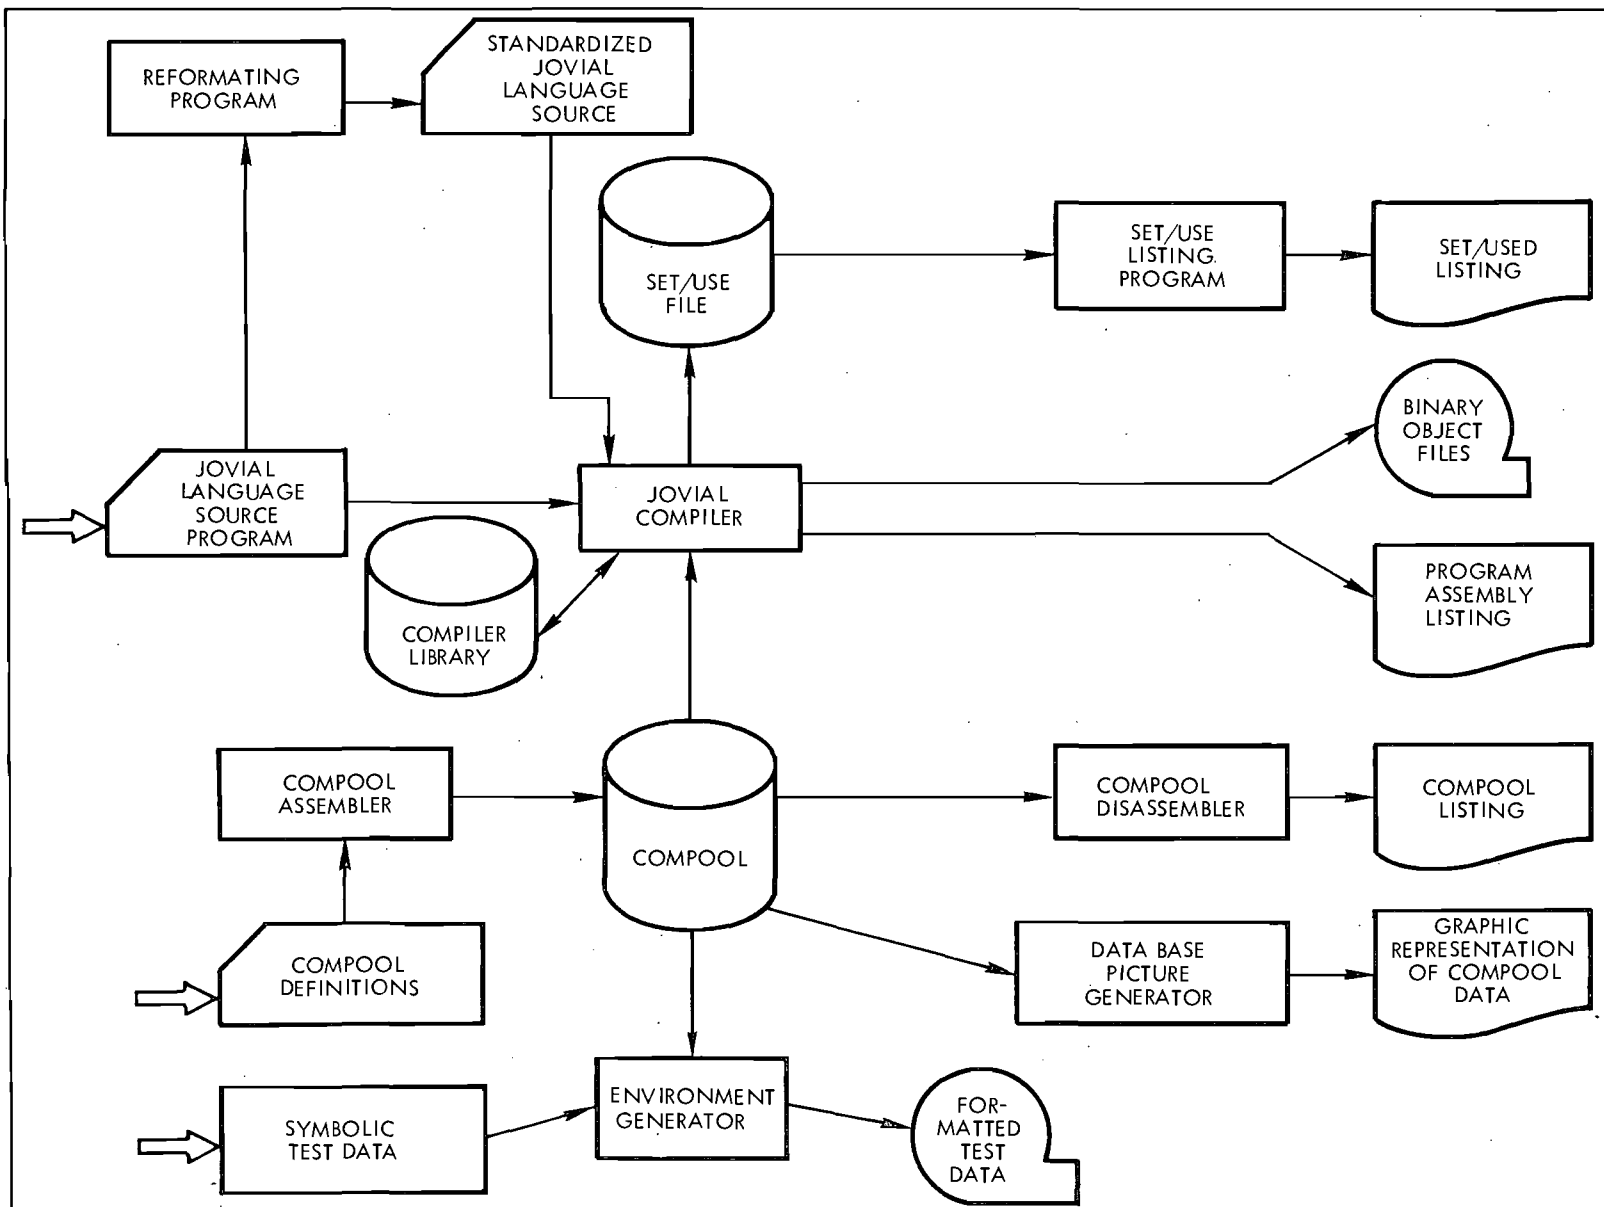 REFORMATING
PROGRAM
STANDARDIZED
JOVIAL
LANGUAGE
SOURCE
SET/USE
FILE
SET/USE
LISTING
PROGRAM
SET/USED
LISTING
BINARY
OBJECT
FILES
JOVIAL
LANGUAGE
SOURCE
PROGRAM
JOVIAL
COMPILER
COMPILER
LIBRARY
PROGRAM
ASSEMBLY
LISTING
COMPOOL
ASSEMBLER
COMPOOL
COMPOOL
DISASSEMBLER
COMPOOL
LISTING
COMPOOL
DEFINITIONS
DATA BASE
PICTURE
GENERATOR
GRAPHIC
REPRESENTATION
OF COMPOOL
DATA
SYMBOLIC
TEST DATA
ENVIRONMENT
GENERATOR
FOR-
MATTED
TEST
DATA